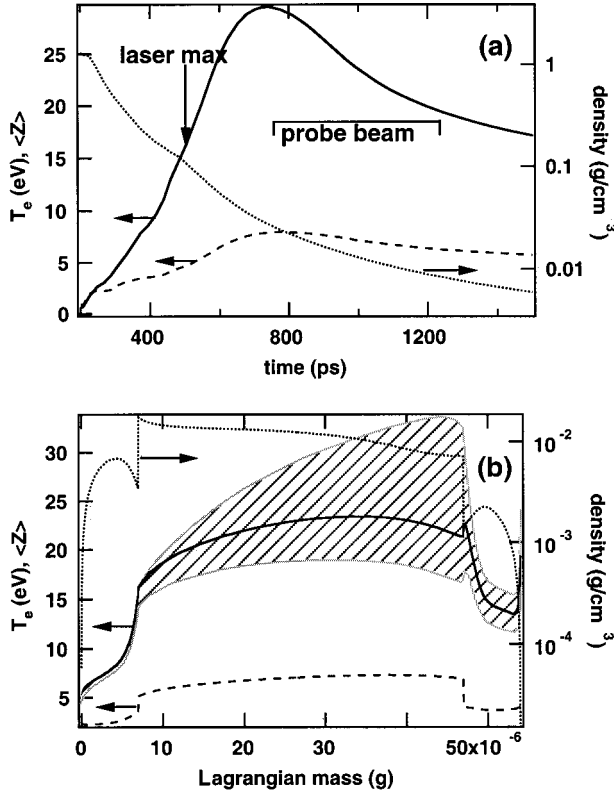 (a)
laser max
probe beam
T_e (eV), <Z>
25
20
15
10
5
0
1
0.1
0.01
density (g/cm^3)
400
800
1200
time (ps)
(b)
T_e (eV), <Z>
30
25
20
15
10
5
10^-2
10^-3
10^-4
density (g/cm^3)
0
10
20
30
50x10^-6
Lagrangian mass (g)